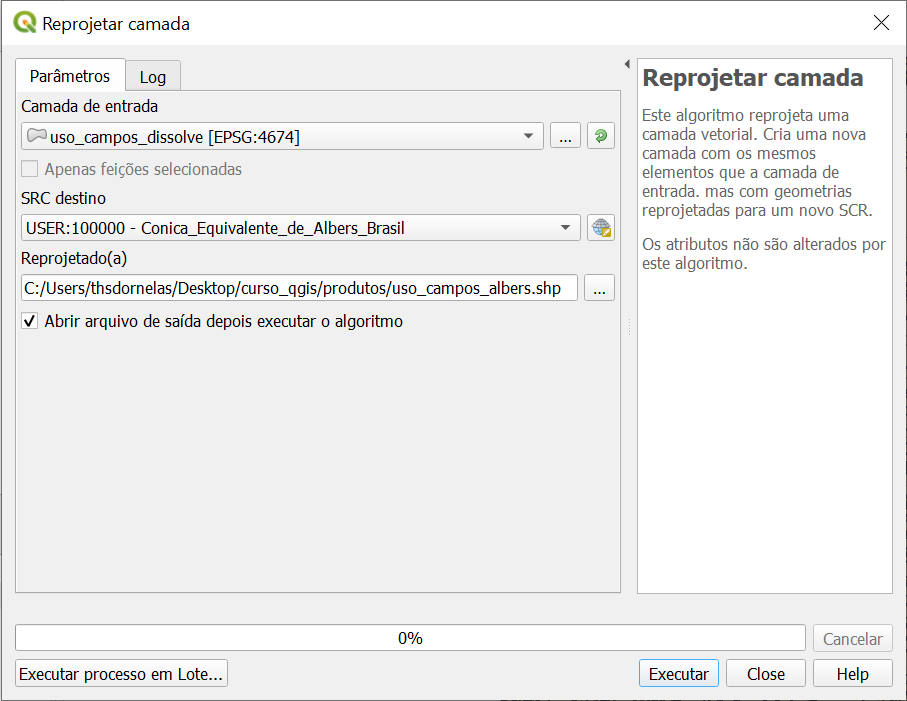 Reprojetar camada
Parâmetros
Log
Camada de entrada
uso_campos_dissolve [EPSG:4674]
...
Apenas feições selecionadas
SRC destino
USER:100000 - Conica_Equivalente_de_Albers_Brasil
Reprojetado(a)
C:/Users/thsdornelas/Desktop/curso_qgis/produtos/uso_campos_albers.shp
...
Abrir arquivo de saída depois executar o algoritmo
Reprojetar camada
Este algoritmo reprojeta uma
camada vetorial. Cria uma nova
camada com os mesmos
elementos que a camada de
entrada. mas com geometrias
reprojetadas para um novo SCR.
Os atributos não são alterados por
este algoritmo.
0%
Cancelar
Executar processo em Lote...
Executar
Close
Help